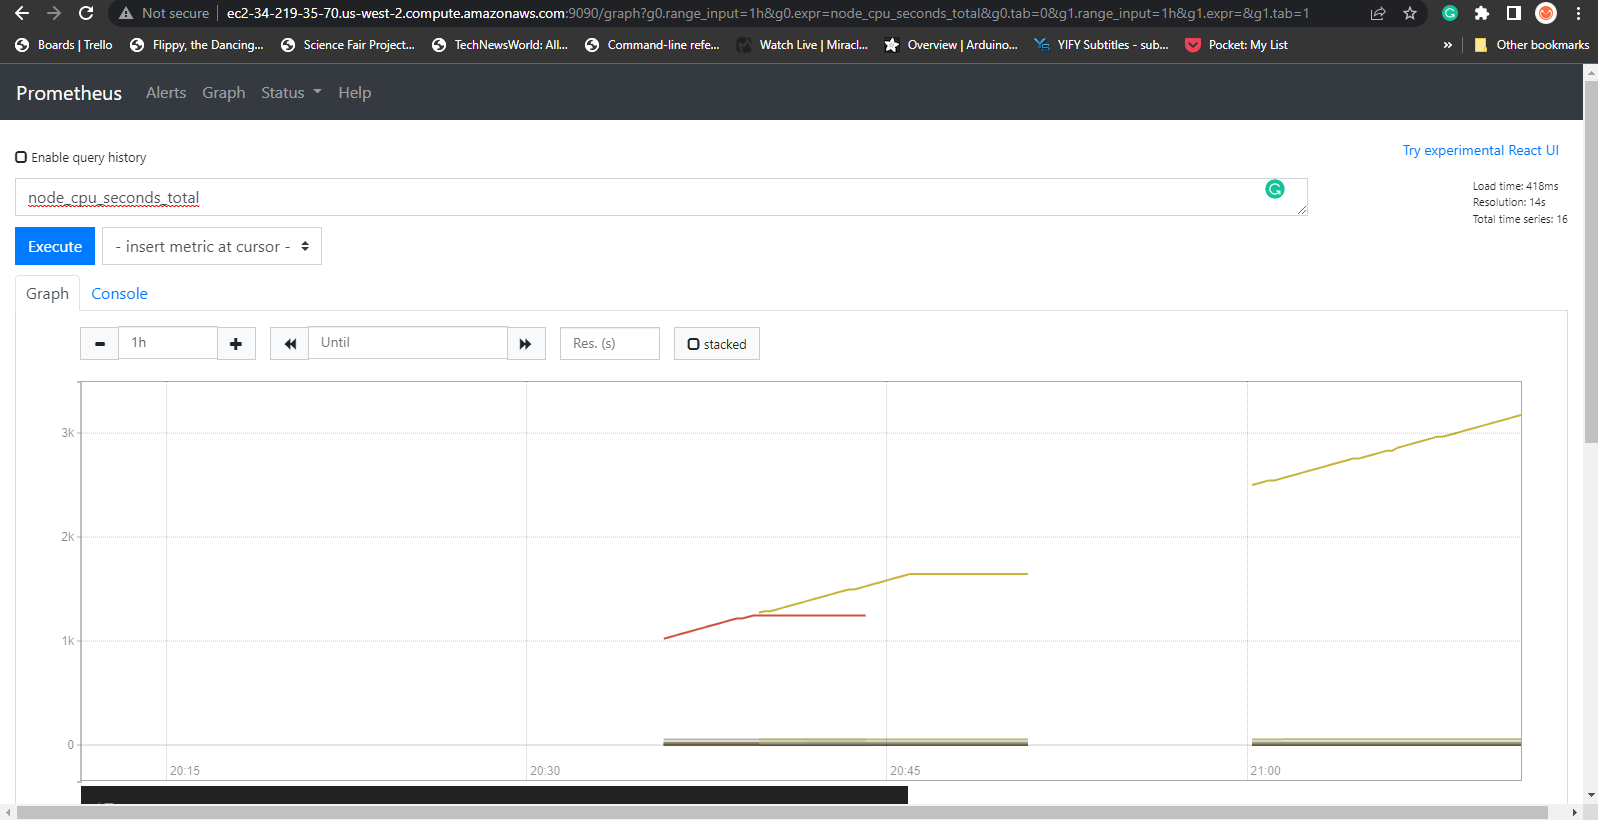 Not secure ec2-34-219-35-70.us-west-2.compute.amazonaws.com:9090/graph?g0.range_input=1h&g0.expr=node_cpu_seconds_total&g0.tab=0&g1.range_input=1h&g1.expr=&g1.tab=1
Boards | Trello Flippy, the Dancing... Science Fair Project... TechNewsWorld: All... Command-line refe... Watch Live | Miracl... Overview | Arduino... YIFY Subtitles - sub... Pocket: My List » Other bookmarks
Prometheus Alerts Graph Status Help
Enable query history
Try experimental React UI
node_cpu_seconds_total
Load time: 418ms
Resolution: 14s
Total time series: 16
Execute - insert metric at cursor -
Graph Console
1h Until Res. (s) stacked
3k
2k
1k
0
20:15 20:30 20:45 21:00